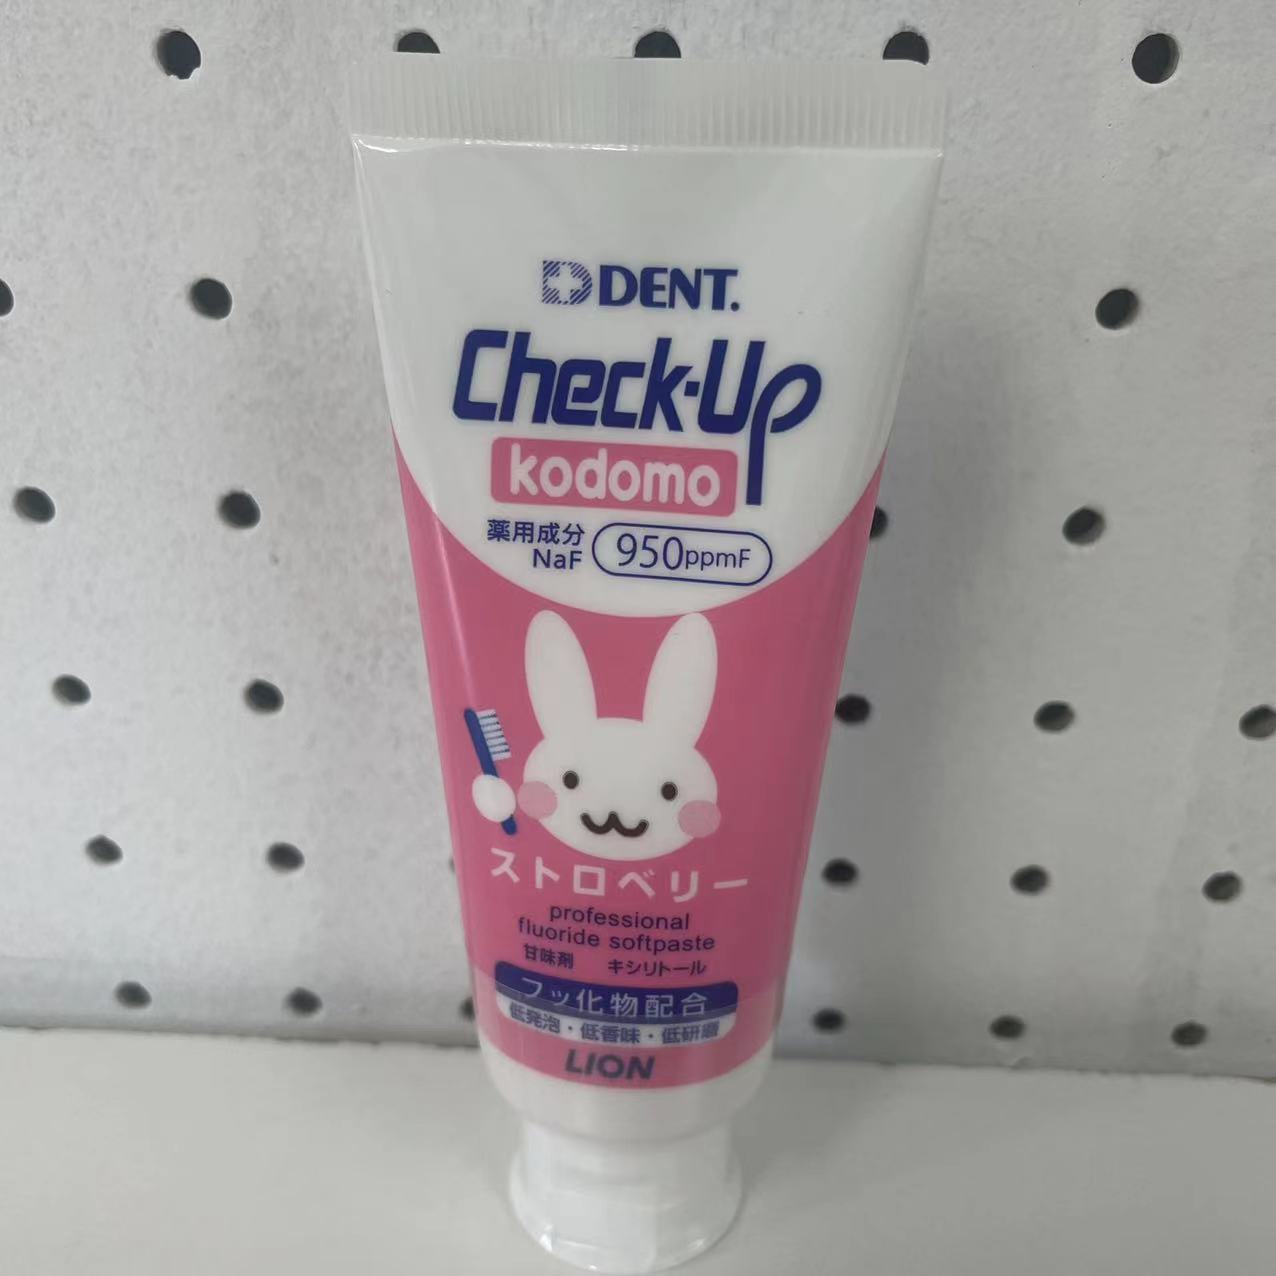 DENT.
Check-Up
kodomo
薬用成分
NaF
950ppmF
ストロベリー
professional
fluoride softpaste
甘味剤 キシリトール
フッ化物配合
低発泡・低香味・低研磨
LION